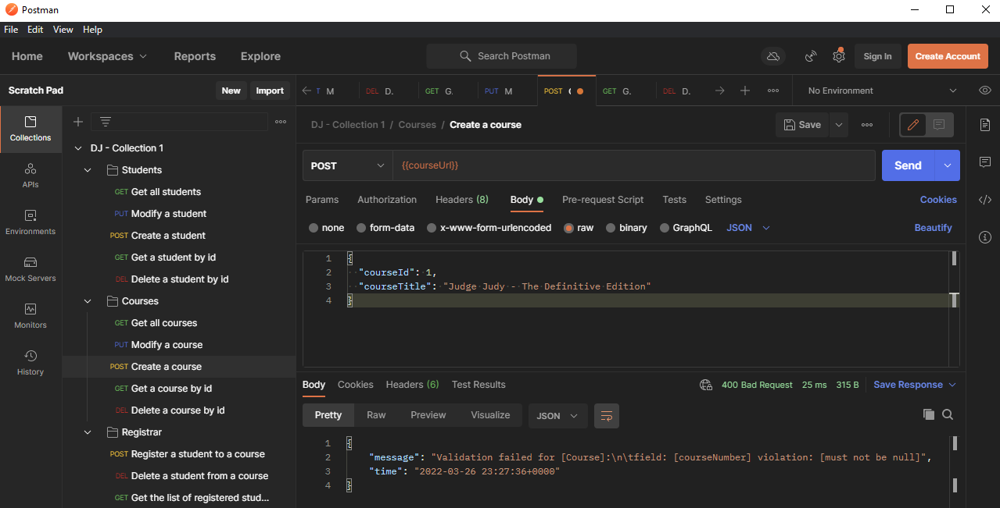 Postman
File Edit View Help
Home Workspaces Reports Explore Search Postman Sign In Create Account
Scratch Pad New Import
T M DEL D. GET G. PUT M POST GET G. DEL D. No Environment
Collections
APIs
Environments
Mock Servers
Monitors
History
DJ - Collection 1
Students
GET Get all students
PUT Modify a student
POST Create a student
GET Get a student by id
DEL Delete a student by id
Courses
GET Get all courses
PUT Modify a course
POST Create a course
GET Get a course by id
DEL Delete a course by id
Registrar
POST Register a student to a course
DEL Delete a student from a course
GET Get the list of registered stud...
DJ - Collection 1 / Courses / Create a course Save
POST {{courseUrl}} Send
Params Authorization Headers (8) Body Pre-request Script Tests Settings Cookies
none form-data x-www-form-urlencoded raw binary GraphQL JSON Beautify
1 {
2 "courseId": 1,
3 "courseTitle": "Judge Judy - The Definitive Edition"
4 }
Body Cookies Headers (6) Test Results 400 Bad Request 25 ms 315 B Save Response
Pretty Raw Preview Visualize JSON
1 {
2 "message": "Validation failed for [Course]:\n\tfield: [courseNumber] violation: [must not be null]",
3 "time": "2022-03-26 23:27:36+0000"
4 }